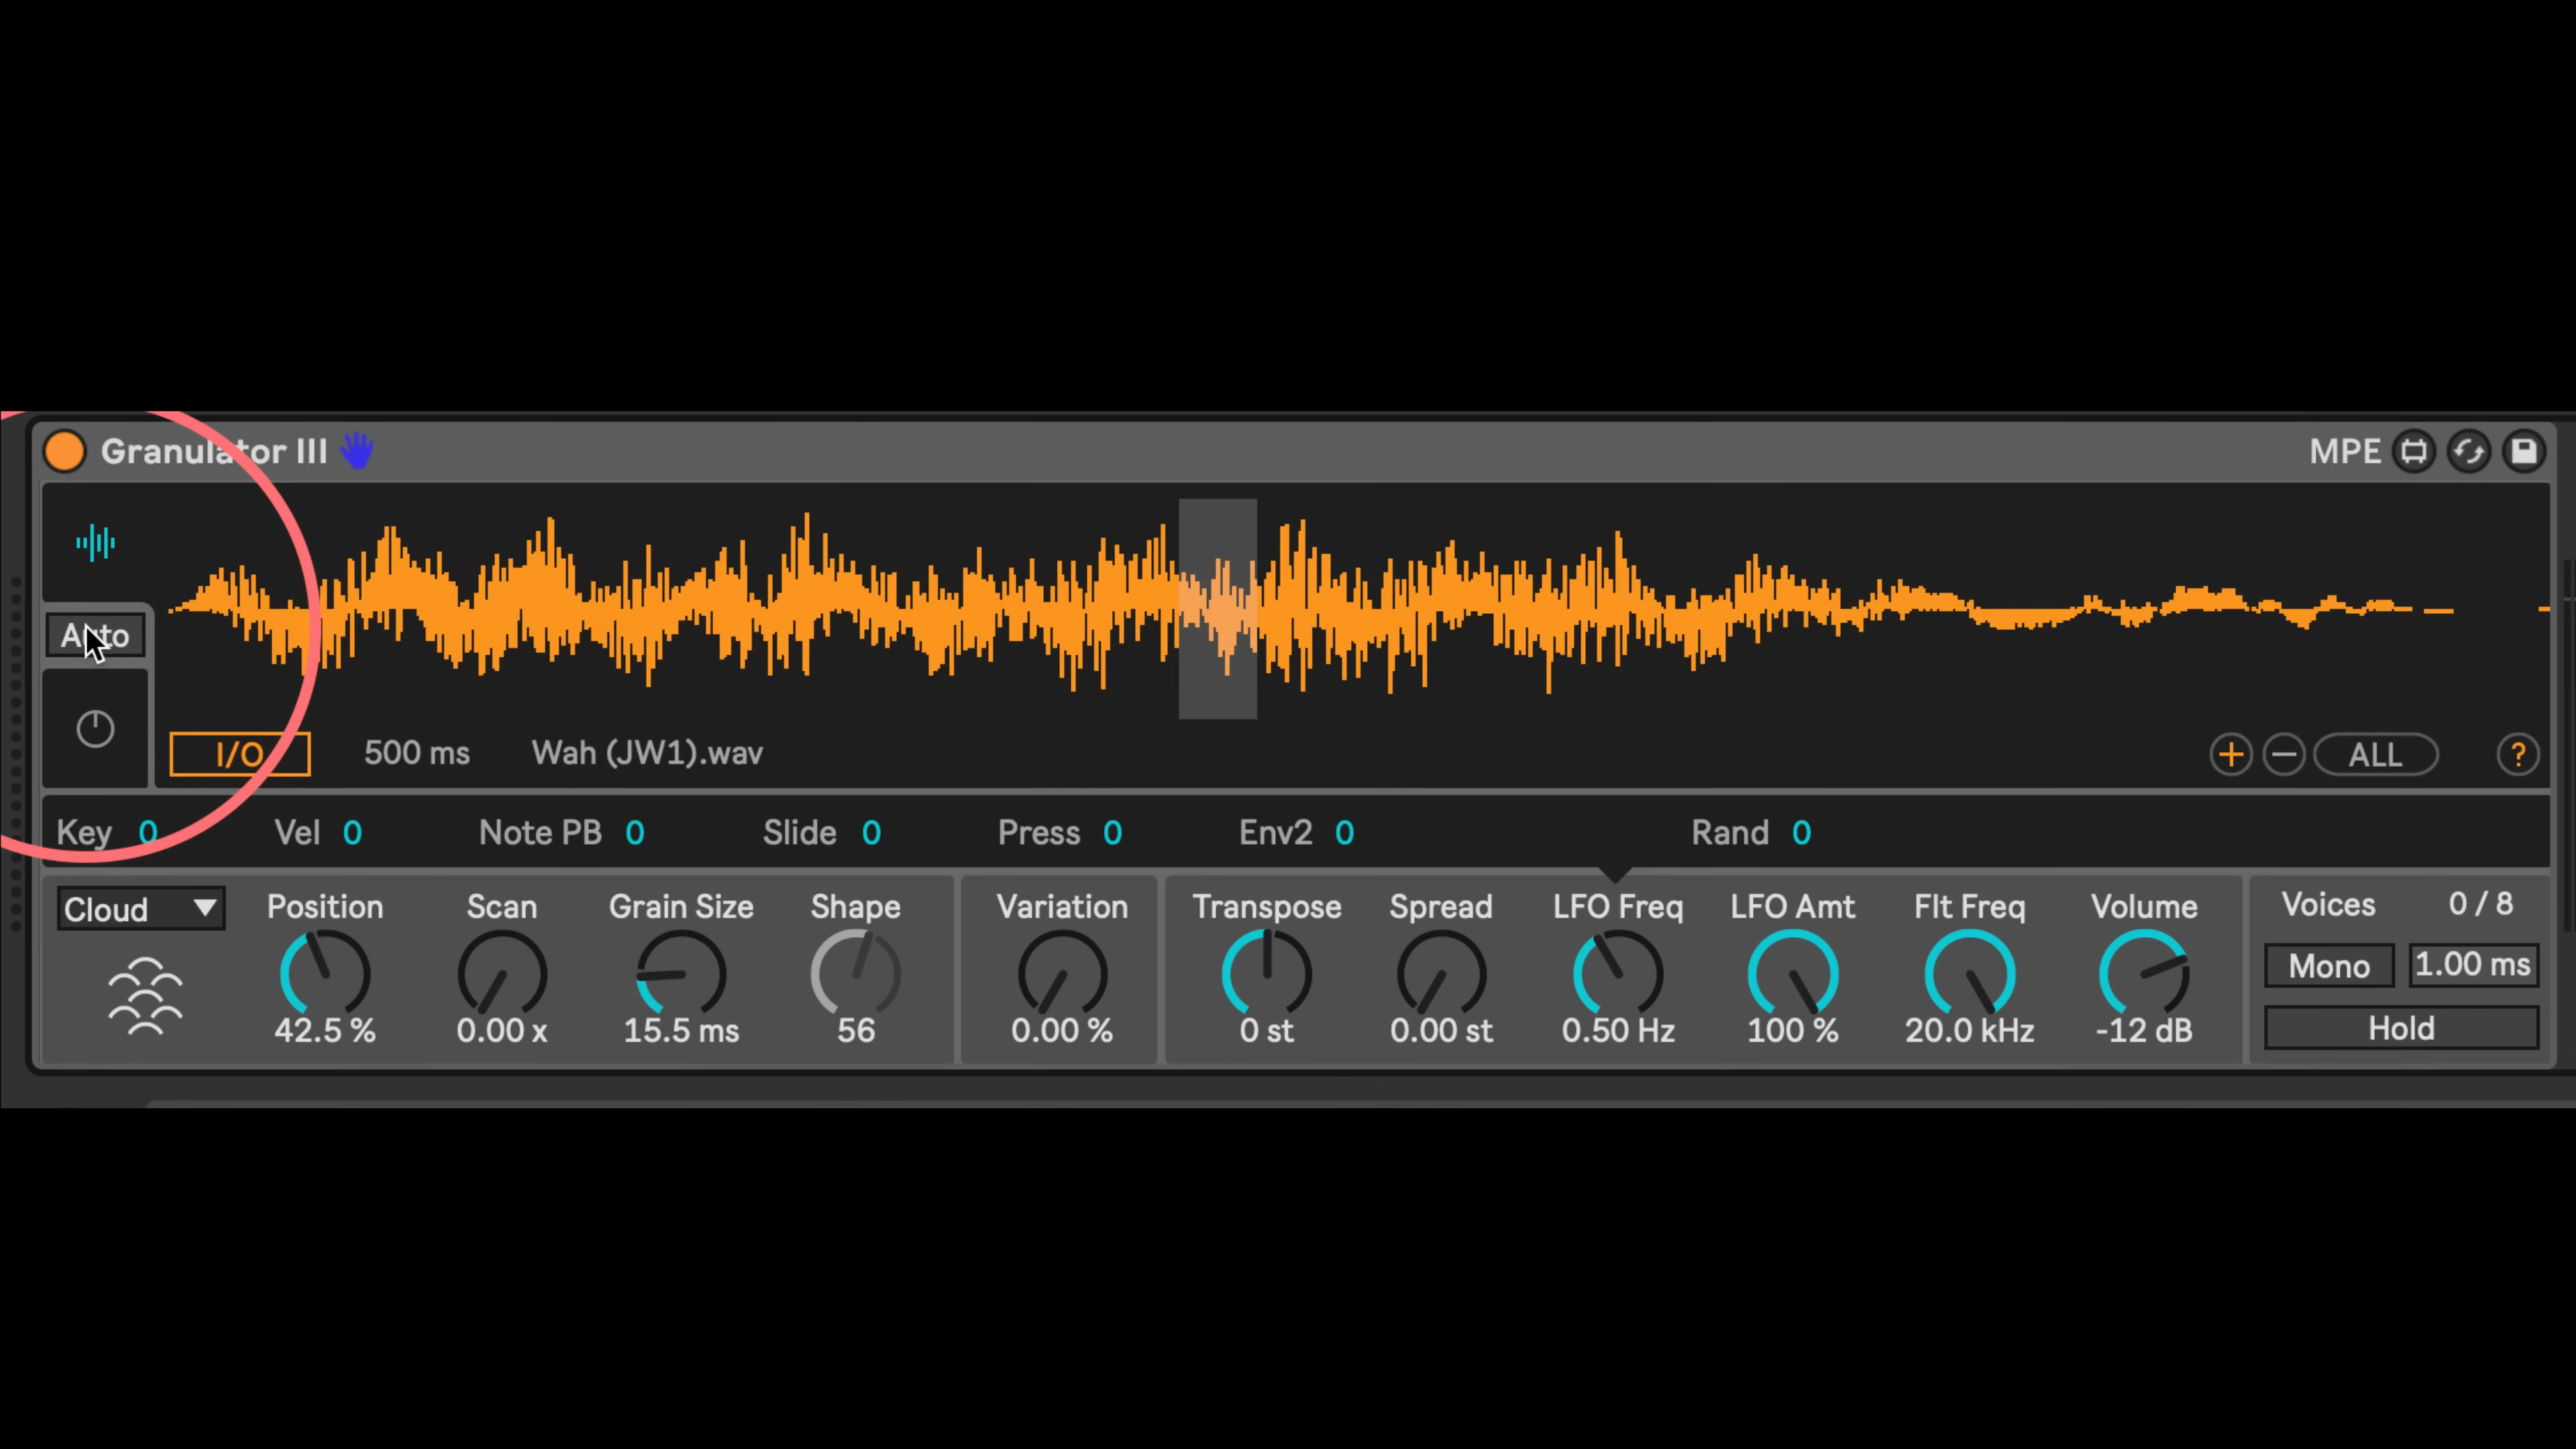 Granulator III MPE
Auto
I/O 500 ms Wah (JW1).wav + − ALL ?
Key 0 Vel 0 Note PB 0 Slide 0 Press 0 Env2 0 Rand 0
Cloud Position Scan Grain Size Shape Variation Transpose Spread LFO Freq LFO Amt Flt Freq Volume Voices 0 / 8
Mono 1.00 ms
42.5 % 0.00 x 15.5 ms 56 0.00 % 0 st 0.00 st 0.50 Hz 100 % 20.0 kHz -12 dB Hold